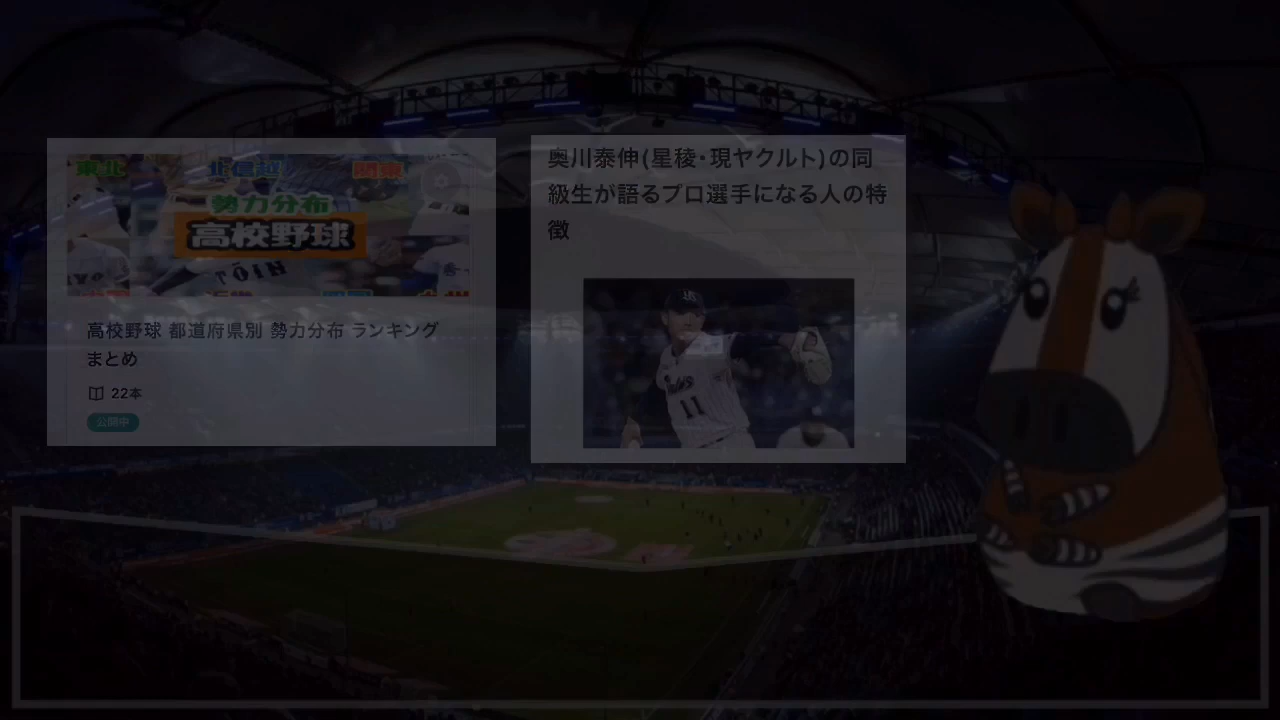 東北 北信越 関東
勢力分布
高校野球
高校野球 都道府県別 勢力分布 ランキング
まとめ
22本
公開中
奥川泰伸(星稜・現ヤクルト)の同
級生が語るプロ選手になる人の特
徴
11